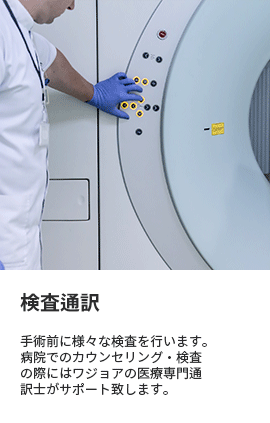 検査通訳
手術前に様々な検査を行います。
病院でのカウンセリング・検査
の際にはワジョアの医療専門通
訳士がサポート致します。